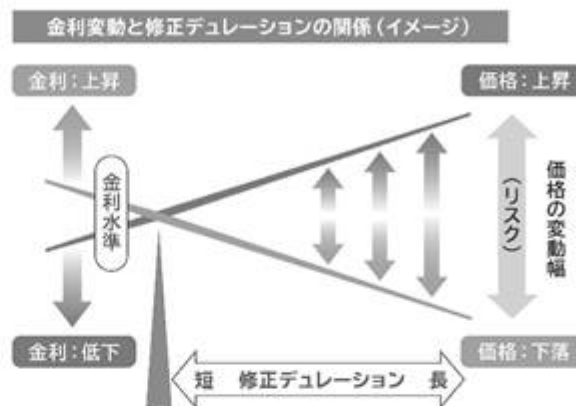 金利変動と修正デュレーションの関係（イメージ）
金利：上昇
価格：上昇
金利水準
価格の変動幅
（リスク）
金利：低下
価格：下落
短 修正デュレーション 長